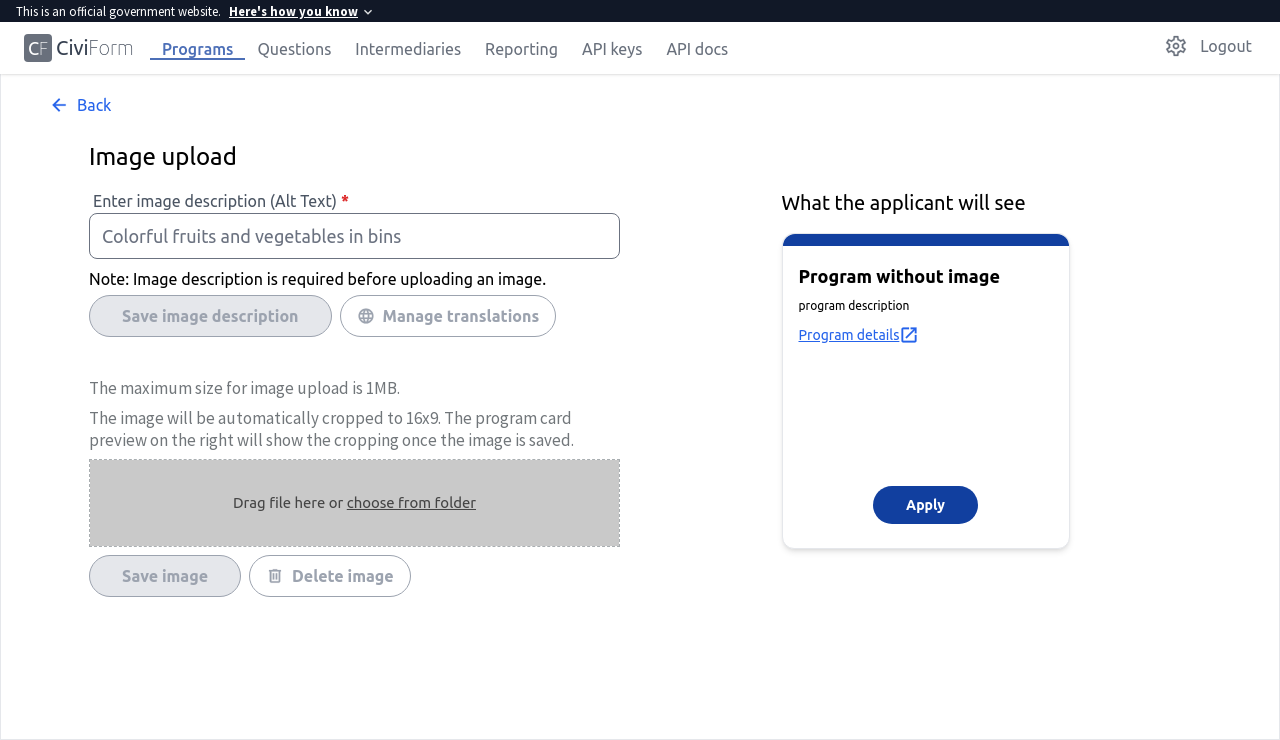 This is an official government website. Here's how you know
CF CiviForm Programs Questions Intermediaries Reporting API keys API docs Logout
Back
Image upload
Enter image description (Alt Text) *
Colorful fruits and vegetables in bins
Note: Image description is required before uploading an image.
Save image description Manage translations
The maximum size for image upload is 1MB.
The image will be automatically cropped to 16x9. The program card
preview on the right will show the cropping once the image is saved.
Drag file here or choose from folder
Save image Delete image
What the applicant will see
Program without image
program description
Program details
Apply